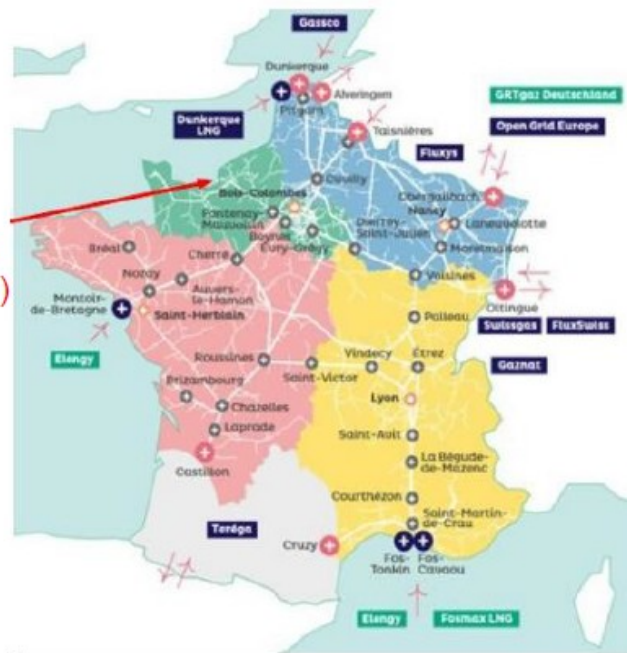 Gassco
Dunkerque
Pitgam
Alveringem
GRTgaz Deutschland
Dunkerque
LNG
Taisnières
Open Grid Europe
Fluxys
Cuvilly
Obergailbach
Bois-Colombes
Nancy
Fontenay-
Mauvoisin
Laneuvelotte
Beynes
Dierrey-
Saint-Julien
Évry-Grégy
Morelmaison
Bréal
Cherré
Voisines
)
Nozay
Auvers-
le-Hamon
Oltingue
Montoir-
de-Bretagne
Saint-Herblain
Palleau
Swissgas
FluxSwiss
Elengy
Roussines
Vindecy
Étrez
Gaznat
Saint-Victor
Brizambourg
Chazelles
Lyon
Laprade
Saint-Avit
Castillon
La Bégude-
de-Mazenc
Courthézon
Saint-Martin-
de-Crau
Teréga
Cruzy
Fos-
Tonkin
Fos-
Cavaou
Elengy
Fosmax LNG